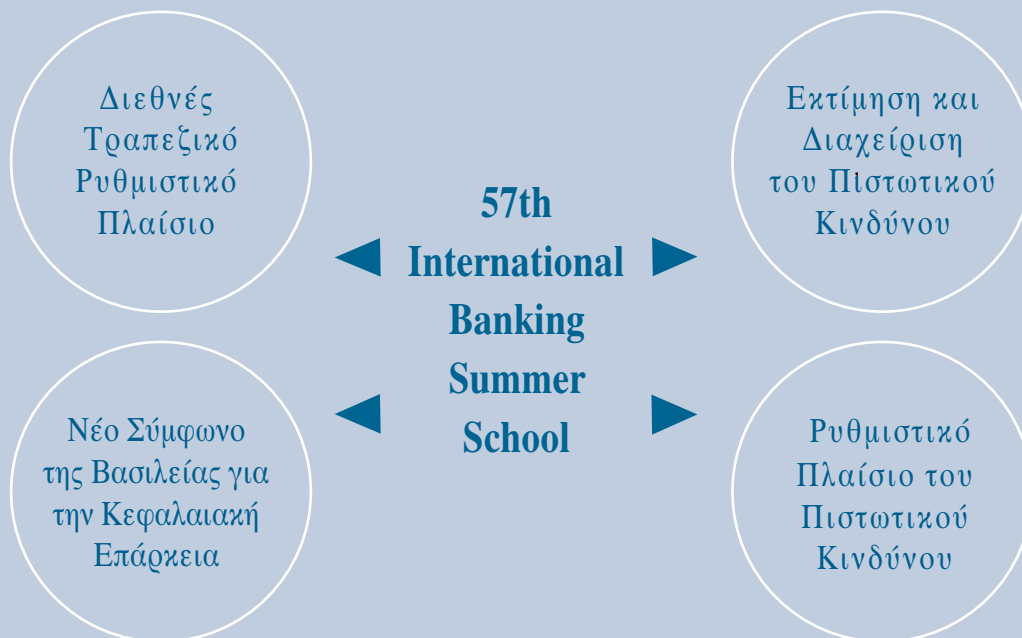 Διεθνές
Τραπεζικό
Ρυθμιστικό
Πλαίσιο
Εκτίμηση και
Διαχείριση
του Πιστωτικού
Κινδύνου
57th
International
Banking
Summer
School
Νέο Σύμφωνο
της Βασιλείας για
την Κεφαλαιακή
Επάρκεια
Ρυθμιστικό
Πλαίσιο του
Πιστωτικού
Κινδύνου